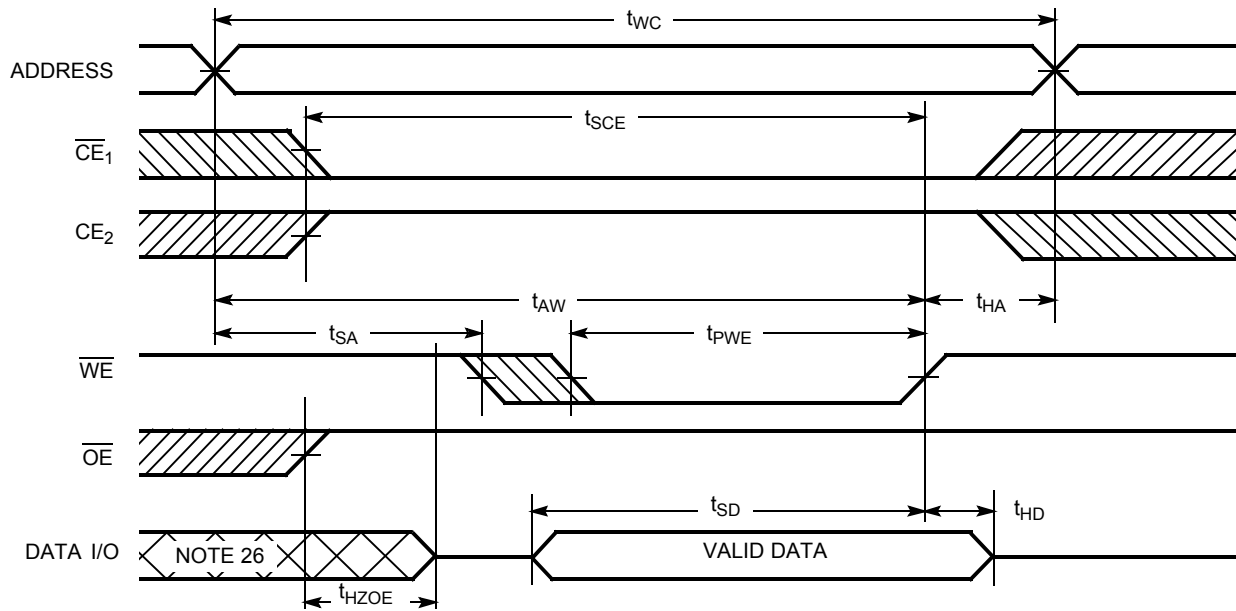 tWC
ADDRESS
tSCE
CE1
CE2
tAW
tHA
tSA
tPWE
WE
OE
tSD
tHD
DATA I/O
NOTE 26
VALID DATA
tHZOE